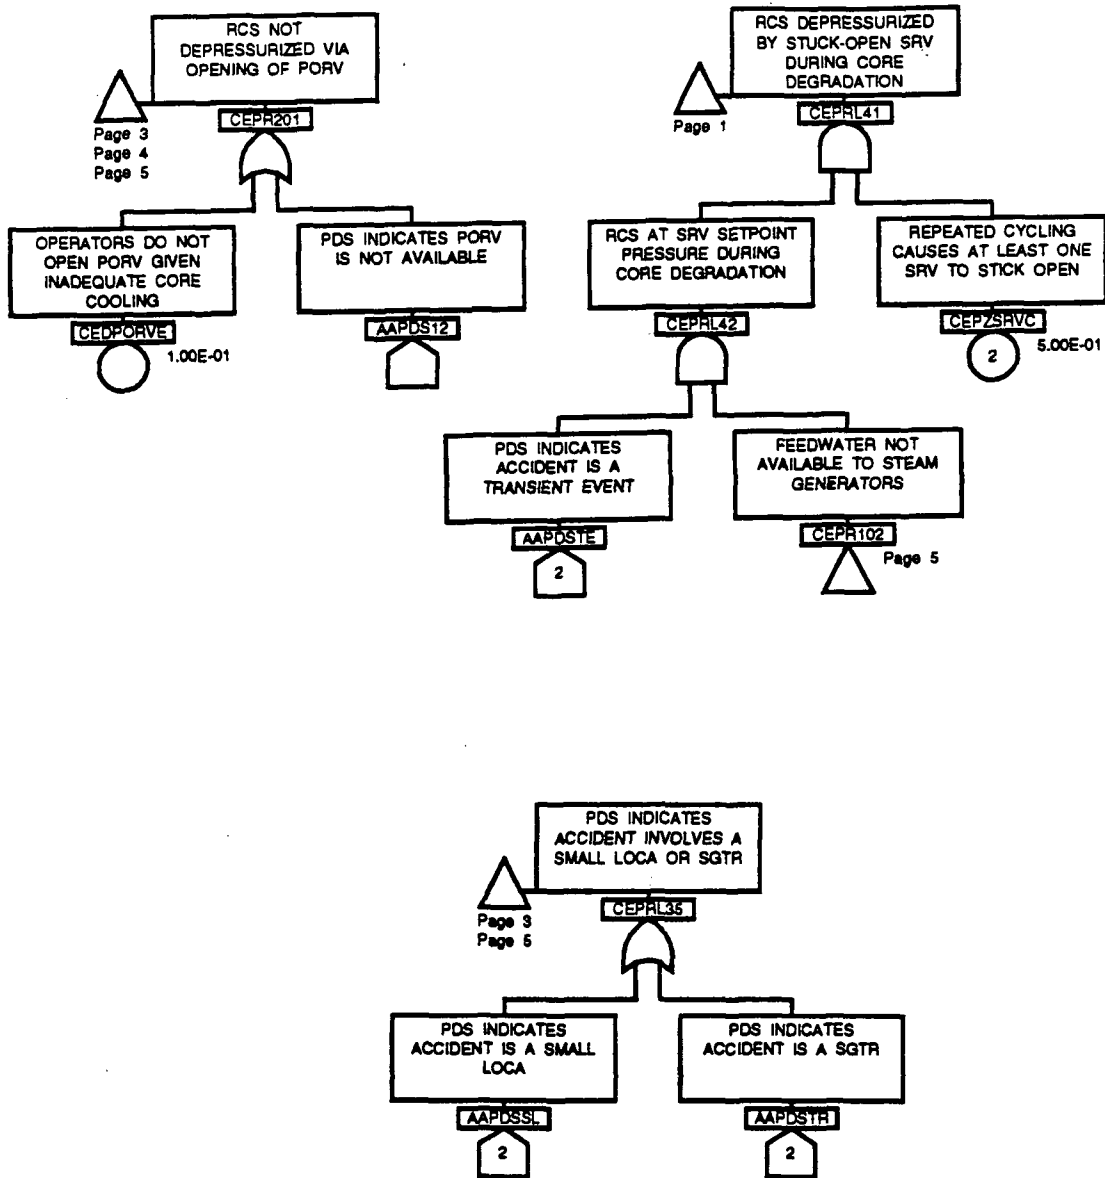 RCS NOT
DEPRESSURIZED VIA
OPENING OF PORV
Page 3
Page 4
Page 5
CEPR201
OPERATORS DO NOT
OPEN PORV GIVEN
INADEQUATE CORE
COOLING
CEDPORVE
1.00E-01
PDS INDICATES PORV
IS NOT AVAILABLE
AAPDS12
RCS DEPRESSURIZED
BY STUCK-OPEN SRV
DURING CORE
DEGRADATION
Page 1
CEPRL41
RCS AT SRV SETPOINT
PRESSURE DURING
CORE DEGRADATION
CEPRL42
REPEATED CYCLING
CAUSES AT LEAST ONE
SRV TO STICK OPEN
CEPZSRVC
2
5.00E-01
PDS INDICATES
ACCIDENT IS A
TRANSIENT EVENT
AAPDSTE
2
FEEDWATER NOT
AVAILABLE TO STEAM
GENERATORS
CEPR102
Page 5
PDS INDICATES
ACCIDENT INVOLVES A
SMALL LOCA OR SGTR
Page 3
Page 5
CEPRL35
PDS INDICATES
ACCIDENT IS A SMALL
LOCA
AAPDSSL
2
PDS INDICATES
ACCIDENT IS A SGTR
AAPDSTR
2